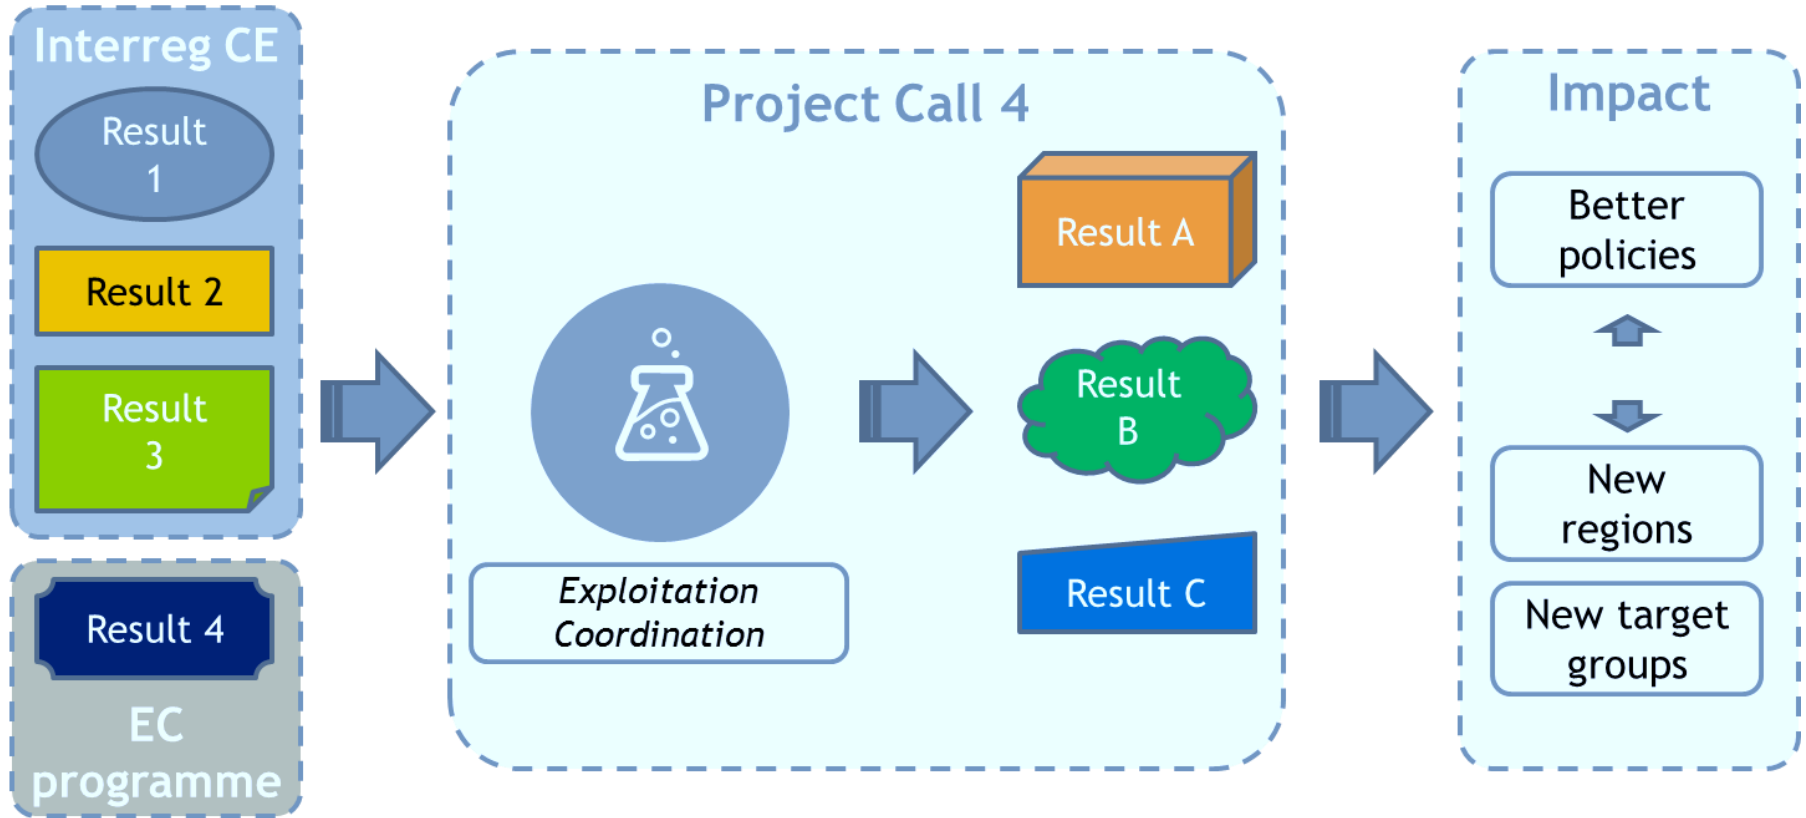 Interreg CE
Result
1
Result 2
Result
3
Result 4
EC
programme
Project Call 4
Exploitation
Coordination
Result A
Result
B
Result C
Impact
Better
policies
New
regions
New target
groups